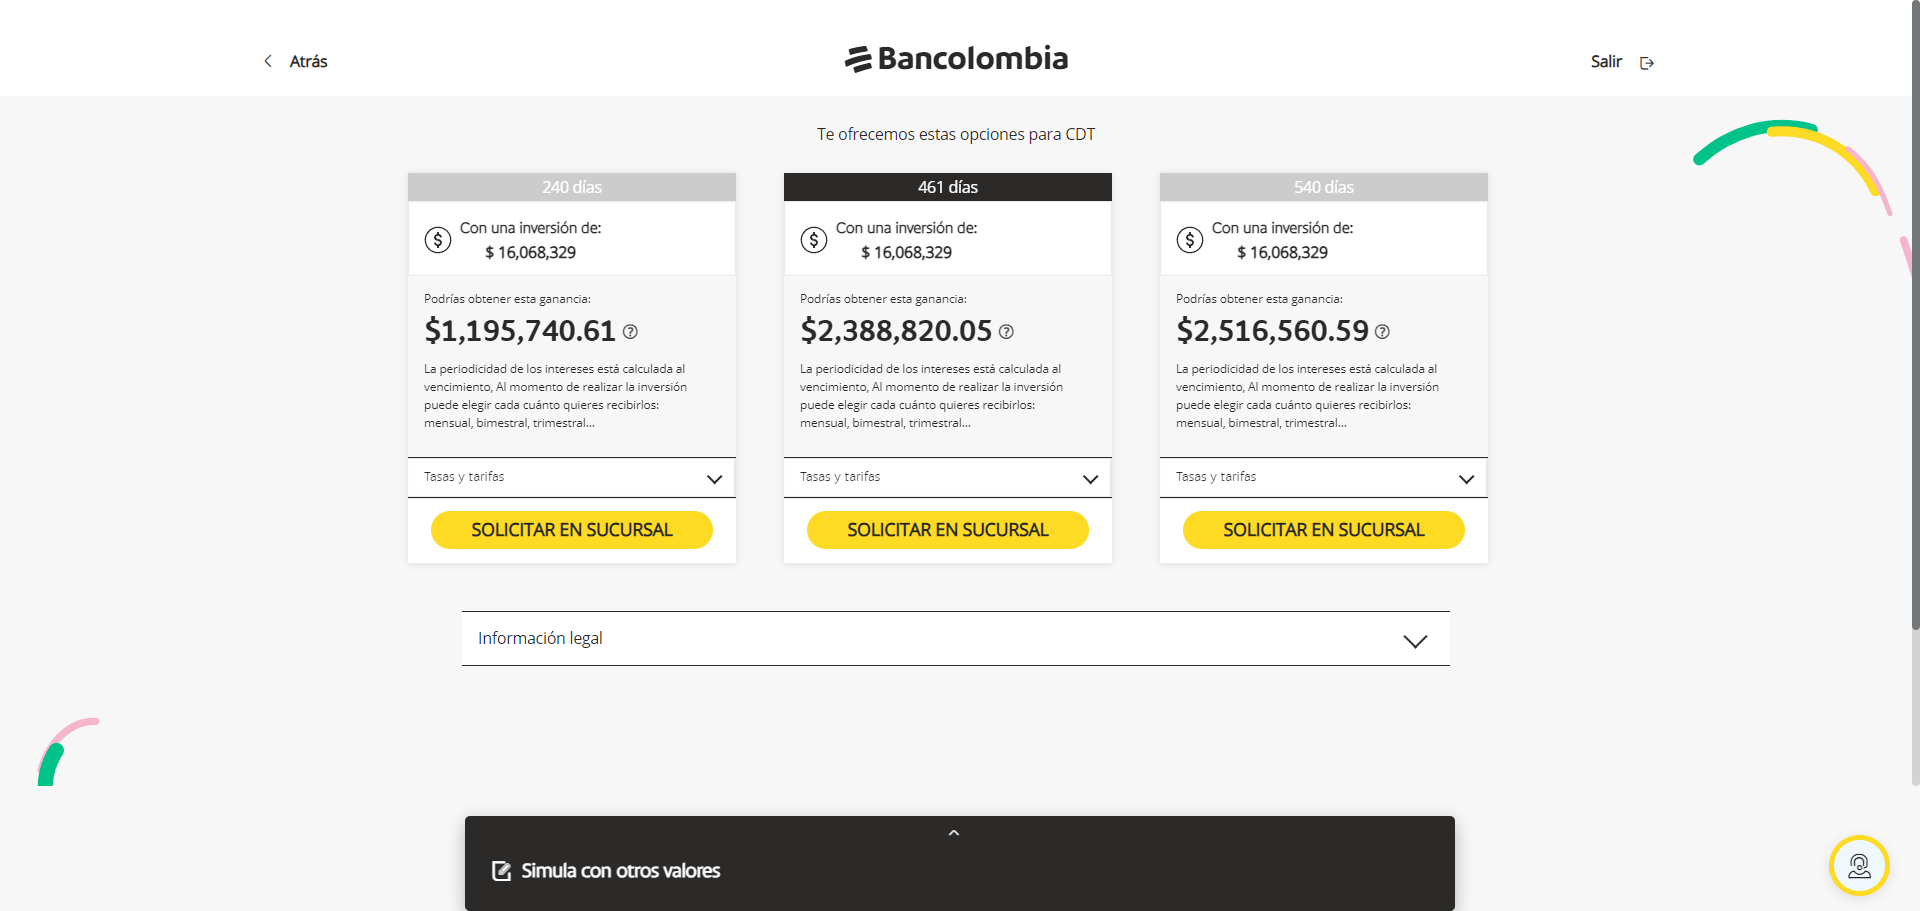 Atrás
Bancolombia
Salir
Te ofrecemos estas opciones para CDT
240 días
Con una inversión de:
$ 16,068,329
Podrías obtener esta ganancia:
$1,195,740.61
La periodicidad de los intereses está calculada al
vencimiento, Al momento de realizar la inversión
puede elegir cada cuánto quieres recibirlos:
mensual, bimestral, trimestral...
Tasas y tarifas
SOLICITAR EN SUCURSAL
461 días
Con una inversión de:
$ 16,068,329
Podrías obtener esta ganancia:
$2,388,820.05
La periodicidad de los intereses está calculada al
vencimiento, Al momento de realizar la inversión
puede elegir cada cuánto quieres recibirlos:
mensual, bimestral, trimestral...
Tasas y tarifas
SOLICITAR EN SUCURSAL
540 días
Con una inversión de:
$ 16,068,329
Podrías obtener esta ganancia:
$2,516,560.59
La periodicidad de los intereses está calculada al
vencimiento, Al momento de realizar la inversión
puede elegir cada cuánto quieres recibirlos:
mensual, bimestral, trimestral...
Tasas y tarifas
SOLICITAR EN SUCURSAL
Información legal
Simula con otros valores